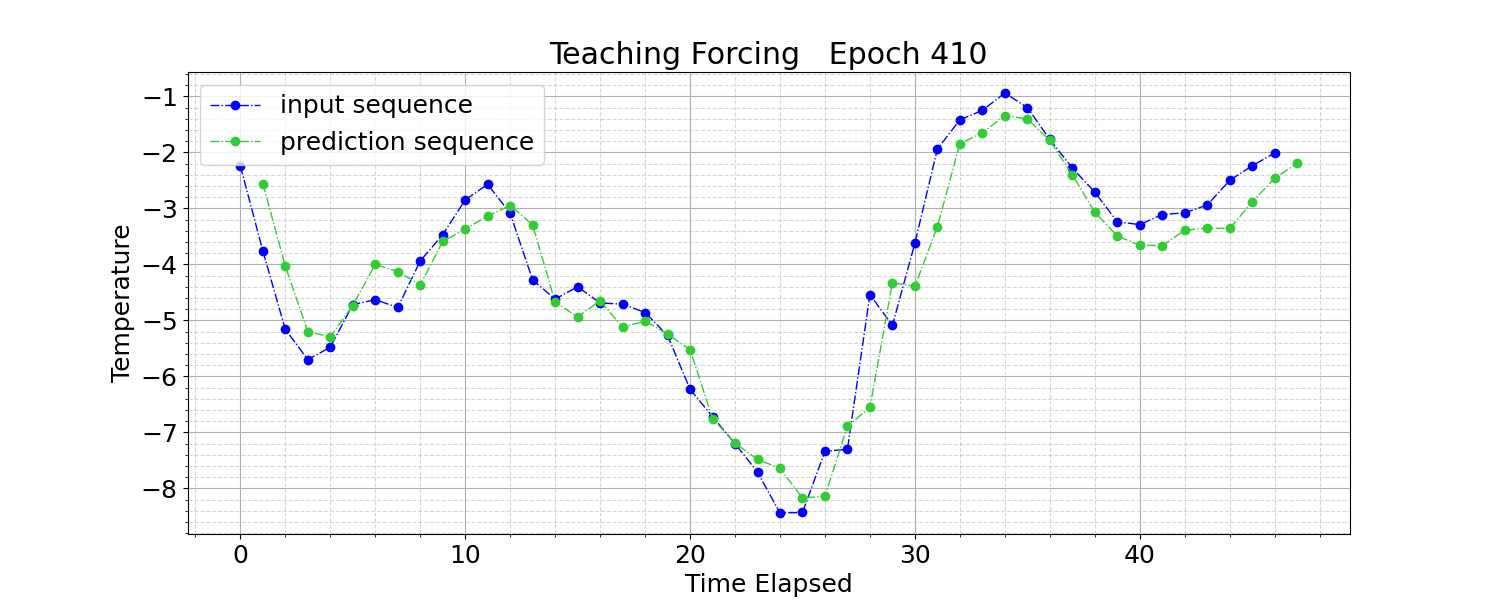 Teaching Forcing   Epoch 410
input sequence
prediction sequence
Temperature
−1
−2
−3
−4
−5
−6
−7
−8
0 10 20 30 40
Time Elapsed